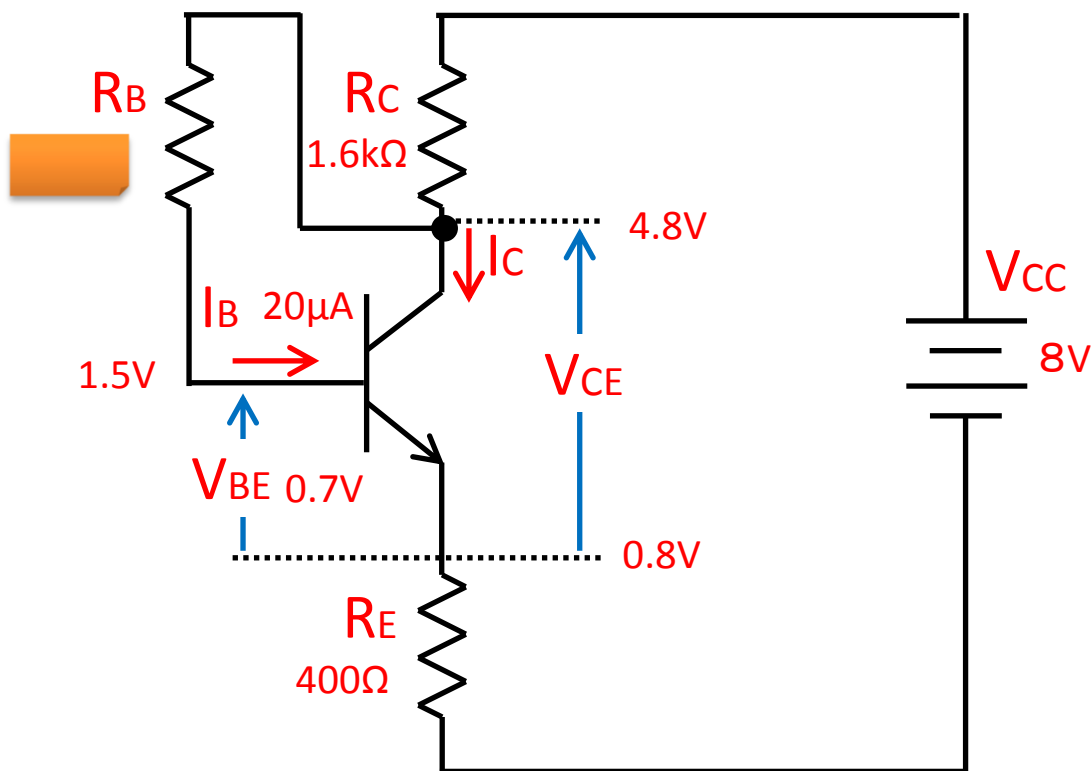 RB
RC
1.6kΩ
4.8V
IC
VCC
IB
20μA
8V
1.5V
VCE
VBE
0.7V
0.8V
RE
400Ω